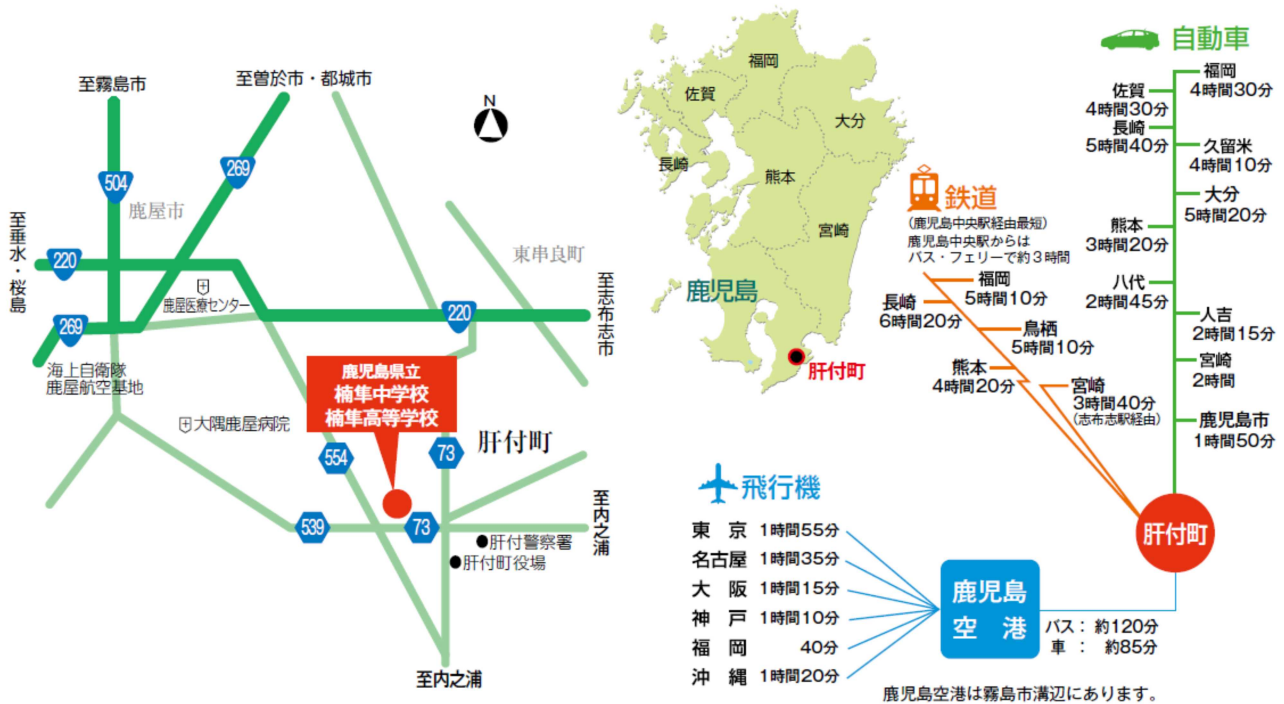 至霧島市
至曽於市・都城市
N
504
269
鹿屋市
至垂水・桜島
220
東串良町
鹿屋医療センター
至志布志市
269
220
海上自衛隊
鹿屋航空基地
鹿児島県立
楠隼中学校
楠隼高等学校
大隅鹿屋病院
肝付町
554
73
539
73
至内之浦
肝付警察署
肝付町役場
至内之浦
福岡
佐賀
大分
長崎
熊本
宮崎
鹿児島
肝付町
鉄道
(鹿児島中央駅経由最短)
鹿児島中央駅からは
バス・フェリーで約3時間
福岡
5時間10分
長崎
6時間20分
鳥栖
5時間10分
熊本
4時間20分
宮崎
3時間40分
(志布志駅経由)
自動車
福岡
4時間30分
佐賀
4時間30分
長崎
5時間40分
久留米
4時間10分
大分
5時間20分
熊本
3時間20分
八代
2時間45分
人吉
2時間15分
宮崎
2時間
鹿児島市
1時間50分
肝付町
飛行機
東京 1時間55分
名古屋 1時間35分
大阪 1時間15分
神戸 1時間10分
福岡 40分
沖縄 1時間20分
鹿児島
空港
バス:約120分
車:約85分
鹿児島空港は霧島市溝辺にあります。